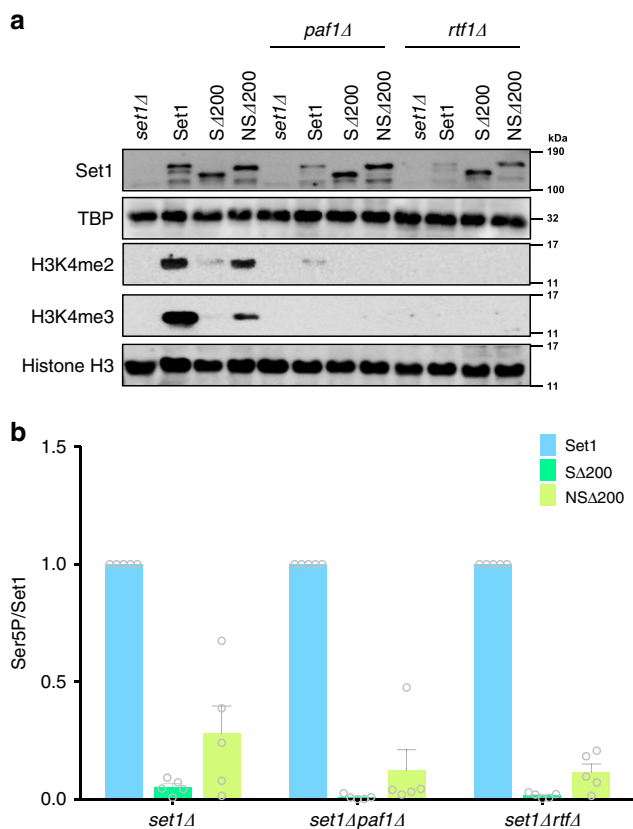 a
paf1Δ rtf1Δ
set1Δ Set1 SΔ200 NSΔ200 set1Δ Set1 SΔ200 NSΔ200 set1Δ Set1 SΔ200 NSΔ200
kDa
Set1 190
100
TBP 32
H3K4me2 17
11
H3K4me3 17
11
Histone H3 17
11
b
1.5
Set1
SΔ200
NSΔ200
1.0
Ser5P/Set1
0.5
0.0
set1Δ set1Δpaf1Δ set1Δrtf1Δ